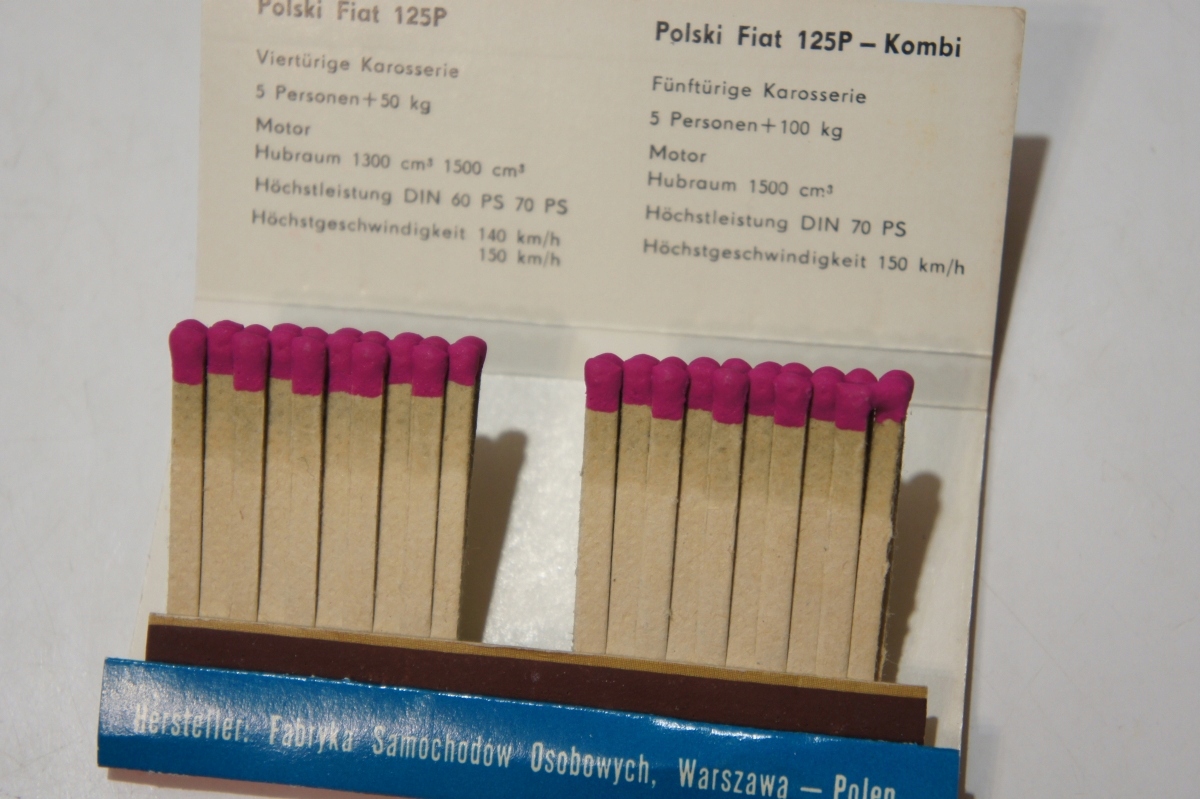 Polski Fiat 125P
Viertürige Karosserie
5 Personen+50 kg
Motor
Hubraum 1300 cm³ 1500 cm³
Höchstleistung DIN 60 PS 70 PS
Höchstgeschwindigkeit 140 km/h
150 km/h
Polski Fiat 125P – Kombi
Fünftürige Karosserie
5 Personen+100 kg
Motor
Hubraum 1500 cm³
Höchstleistung DIN 70 PS
Höchstgeschwindigkeit 150 km/h
Hersteller: Fabryka Samochodow Osobowych, Warszawa – Polen